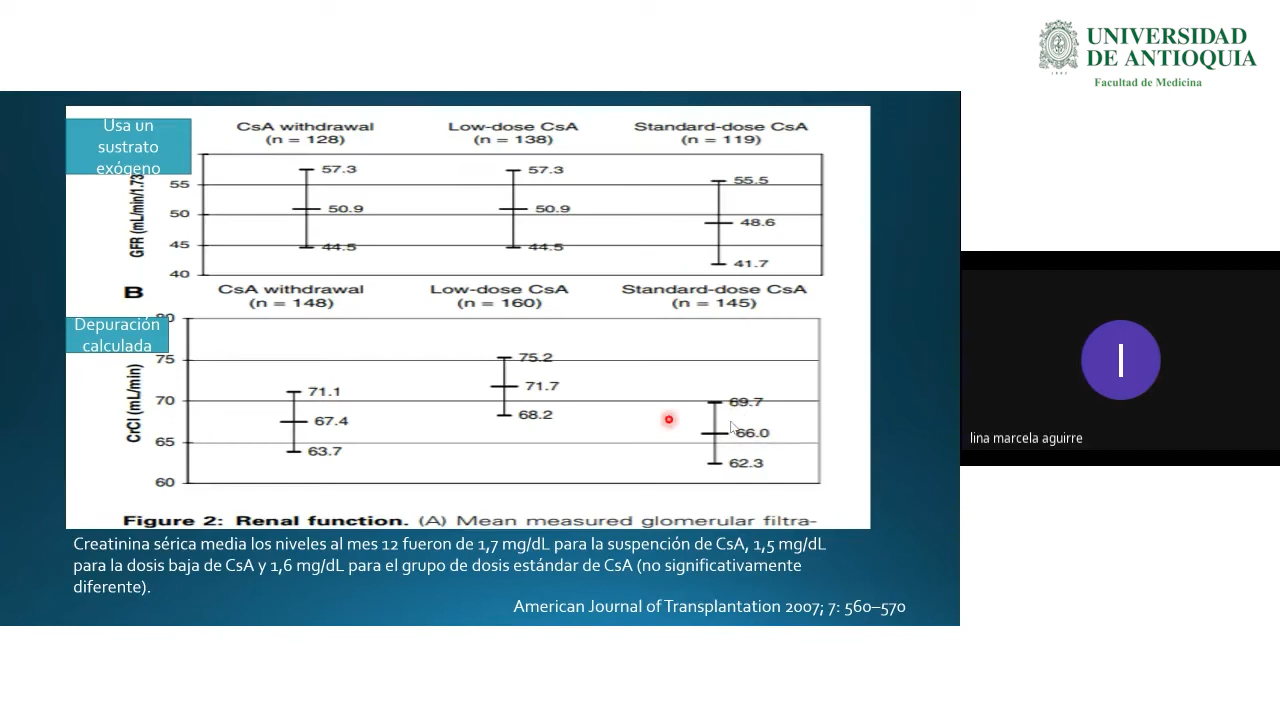 UNIVERSIDAD
DE ANTIOQUIA
1803
Facultad de Medicina
Usa un
sustrato
exógeno
CsA withdrawal
(n = 128)
Low-dose CsA
(n = 138)
Standard-dose CsA
(n = 119)
GFR (mL/min/1.73
55
50
45
40
57.3
50.9
44.5
57.3
50.9
44.5
55.5
48.6
41.7
B
CsA withdrawal
(n = 148)
Low-dose CsA
(n = 160)
Standard-dose CsA
(n = 145)
Depuración
calculada
CrCl (mL/min)
80
75
70
65
60
71.1
67.4
63.7
75.2
71.7
68.2
69.7
66.0
62.3
Figure 2: Renal function. (A) Mean measured glomerular filtra-
Creatinina sérica media los niveles al mes 12 fueron de 1,7 mg/dL para la suspención de CsA, 1,5 mg/dL
para la dosis baja de CsA y 1,6 mg/dL para el grupo de dosis estándar de CsA (no significativamente
diferente).
American Journal of Transplantation 2007; 7: 560–570
l
lina marcela aguirre